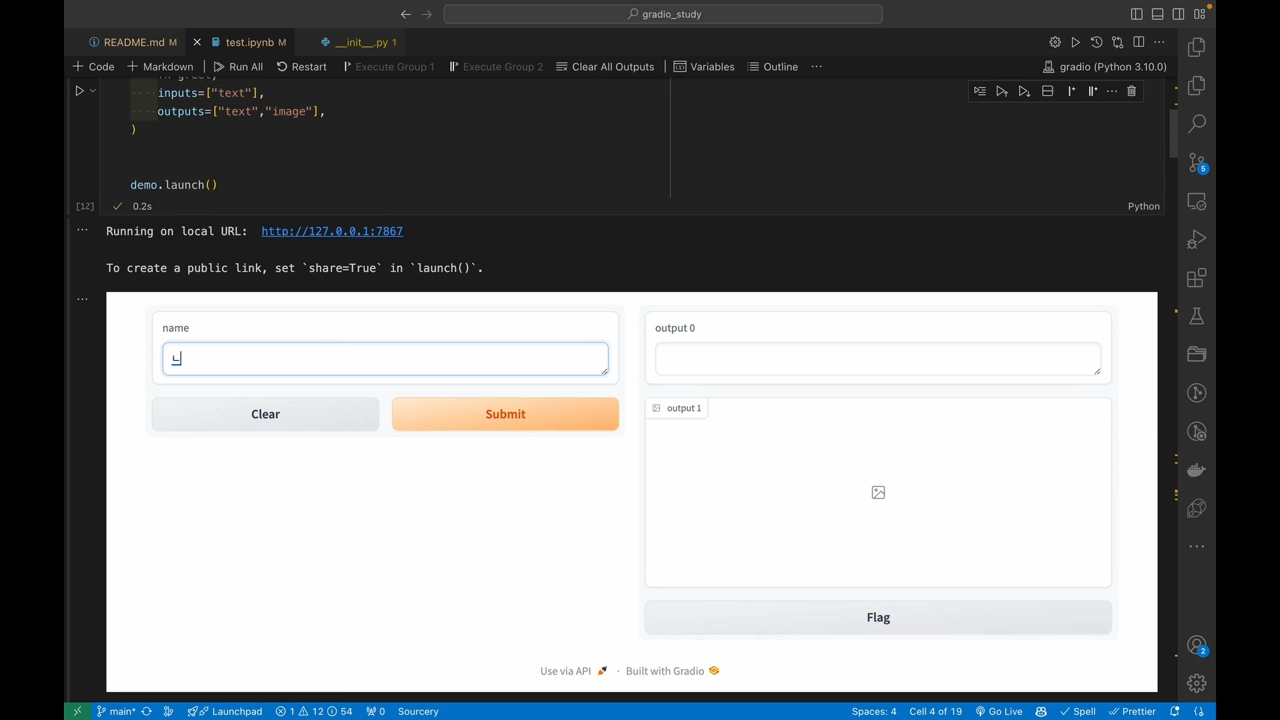 gradio_study
README.md M
test.ipynb M
__init__.py 1
+ Code + Markdown Run All Restart Execute Group 1 Execute Group 2 Clear All Outputs Variables Outline ... gradio (Python 3.10.0)
inputs=["text"],
outputs=["text","image"],
)
demo.launch()
[12] 0.2s Python
Running on local URL: http://127.0.0.1:7867
To create a public link, set `share=True` in `launch()`.
name
ㄴ
Clear Submit
output 0
output 1
Flag
Use via API · Built with Gradio
5
2
main* Launchpad 1 12 54 0 Sourcery Spaces: 4 Cell 4 of 19 Go Live Spell Prettier